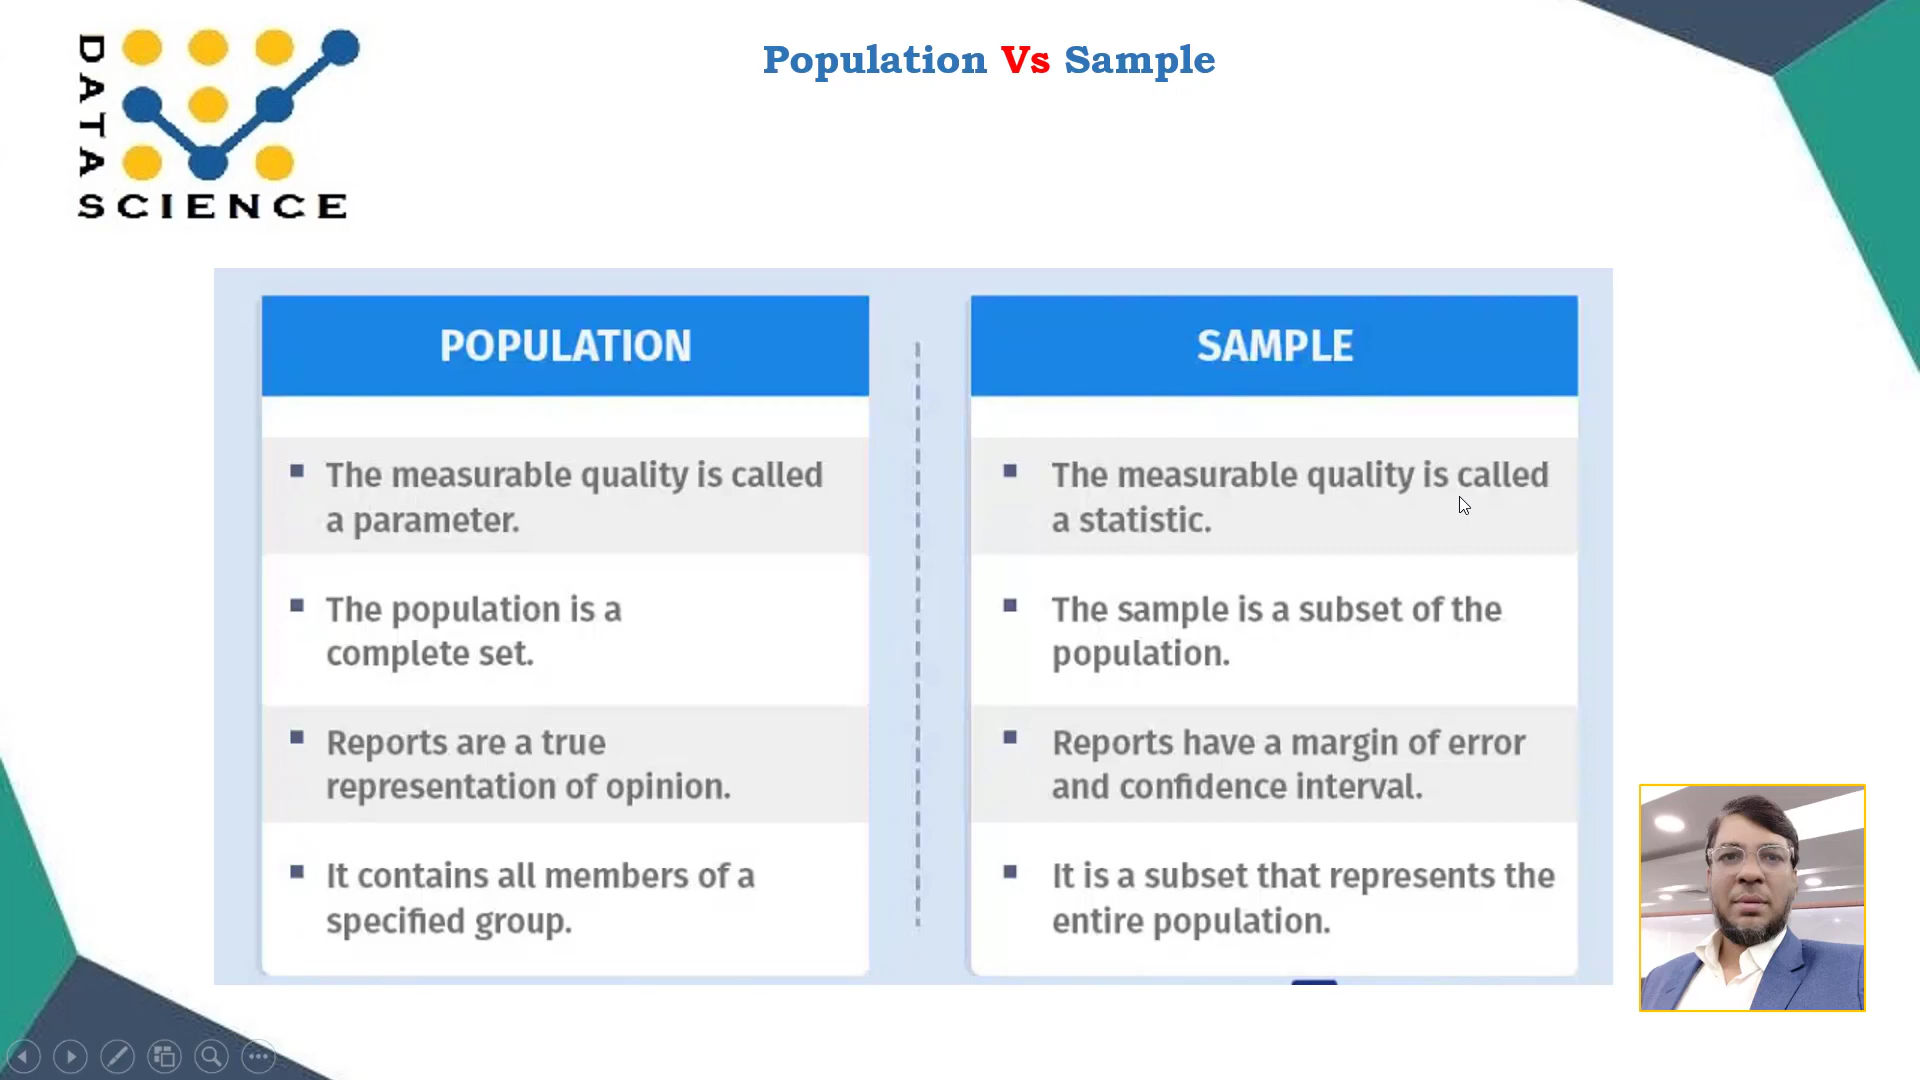 DATA
SCIENCE
Population Vs Sample
POPULATION
The measurable quality is called
a parameter.
The population is a
complete set.
Reports are a true
representation of opinion.
It contains all members of a
specified group.
SAMPLE
The measurable quality is called
a statistic.
The sample is a subset of the
population.
Reports have a margin of error
and confidence interval.
It is a subset that represents the
entire population.